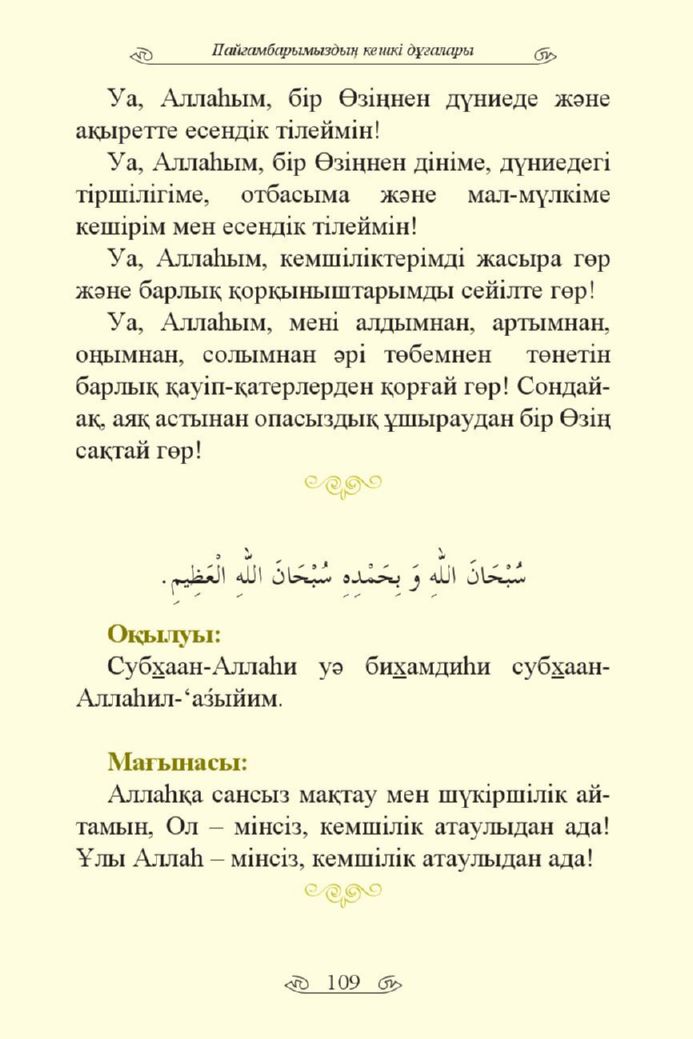 Пайғамбарымыздың кешкі дұғалары
Уа, Аллаһым, бір Өзіңнен дүниеде және
ақыретте есендік тілеймін!
Уа, Аллаһым, бір Өзіңнен дініме, дүниедегі
тіршілігіме, отбасыма және мал-мүлкіме
кешірім мен есендік тілеймін!
Уа, Аллаһым, кемшіліктерімді жасыра гөр
және барлық қорқыныштарымды сейілте гөр!
Уа, Аллаһым, мені алдымнан, артымнан,
оңымнан, солымнан әрі төбемнен төнетін
барлық қауіп-қатерлерден қорғай гөр! Сондай-
ақ, аяқ астынан опасыздық ұшыраудан бір Өзің
сақтай гөр!
سُبْحَانَ اللهِ وَ بِحَمْدِهِ سُبْحَانَ اللهِ الْعَظِيمِ.
Оқылуы:
Субхаан-Аллаһи уә бихамдиһи субхаан-
Аллаһил-‘аз́ыйим.
Мағынасы:
Аллаһқа сансыз мақтау мен шүкіршілік ай-
тамын, Ол – мінсіз, кемшілік атаулыдан ада!
Ұлы Аллаһ – мінсіз, кемшілік атаулыдан ада!
109